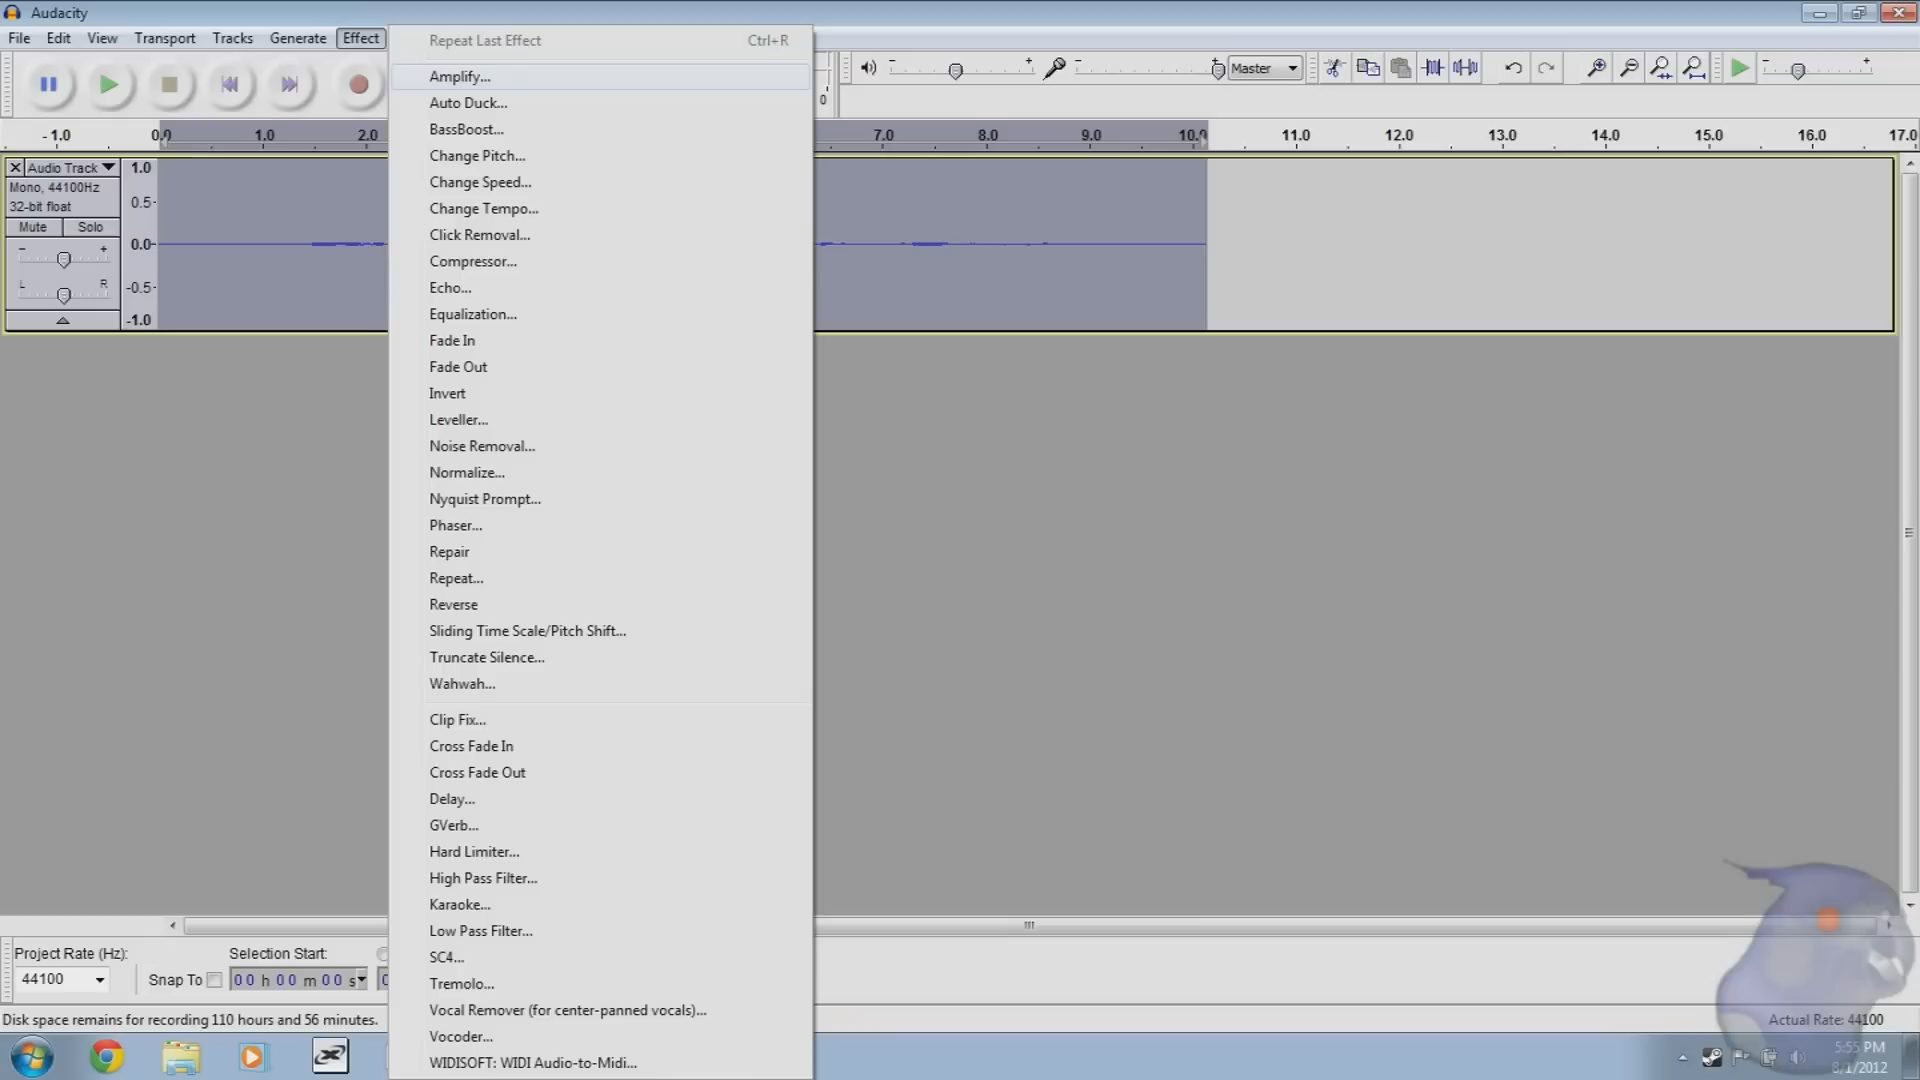 Audacity
File Edit View Transport Tracks Generate Effect
Repeat Last Effect Ctrl+R
Amplify...
Auto Duck...
BassBoost...
Change Pitch...
Change Speed...
Change Tempo...
Click Removal...
Compressor...
Echo...
Equalization...
Fade In
Fade Out
Invert
Leveller...
Noise Removal...
Normalize...
Nyquist Prompt...
Phaser...
Repair
Repeat...
Reverse
Sliding Time Scale/Pitch Shift...
Truncate Silence...
Wahwah...
Clip Fix...
Cross Fade In
Cross Fade Out
Delay...
GVerb...
Hard Limiter...
High Pass Filter...
Karaoke...
Low Pass Filter...
SC4...
Tremolo...
Vocal Remover (for center-panned vocals)...
Vocoder...
WIDISOFT: WIDI Audio-to-Midi...
- + - + Master - +
0
-1.0 0.0 1.0 2.0 7.0 8.0 9.0 10.0 11.0 12.0 13.0 14.0 15.0 16.0 17.0
Audio Track 1.0
Mono, 44100Hz
32-bit float 0.5
Mute Solo
- + 0.0
L R -0.5
-1.0
Project Rate (Hz): Selection Start:
44100 Snap To 00 h 00 m 00 s
Disk space remains for recording 110 hours and 56 minutes. Actual Rate: 44100
5:55 PM
8/1/2012